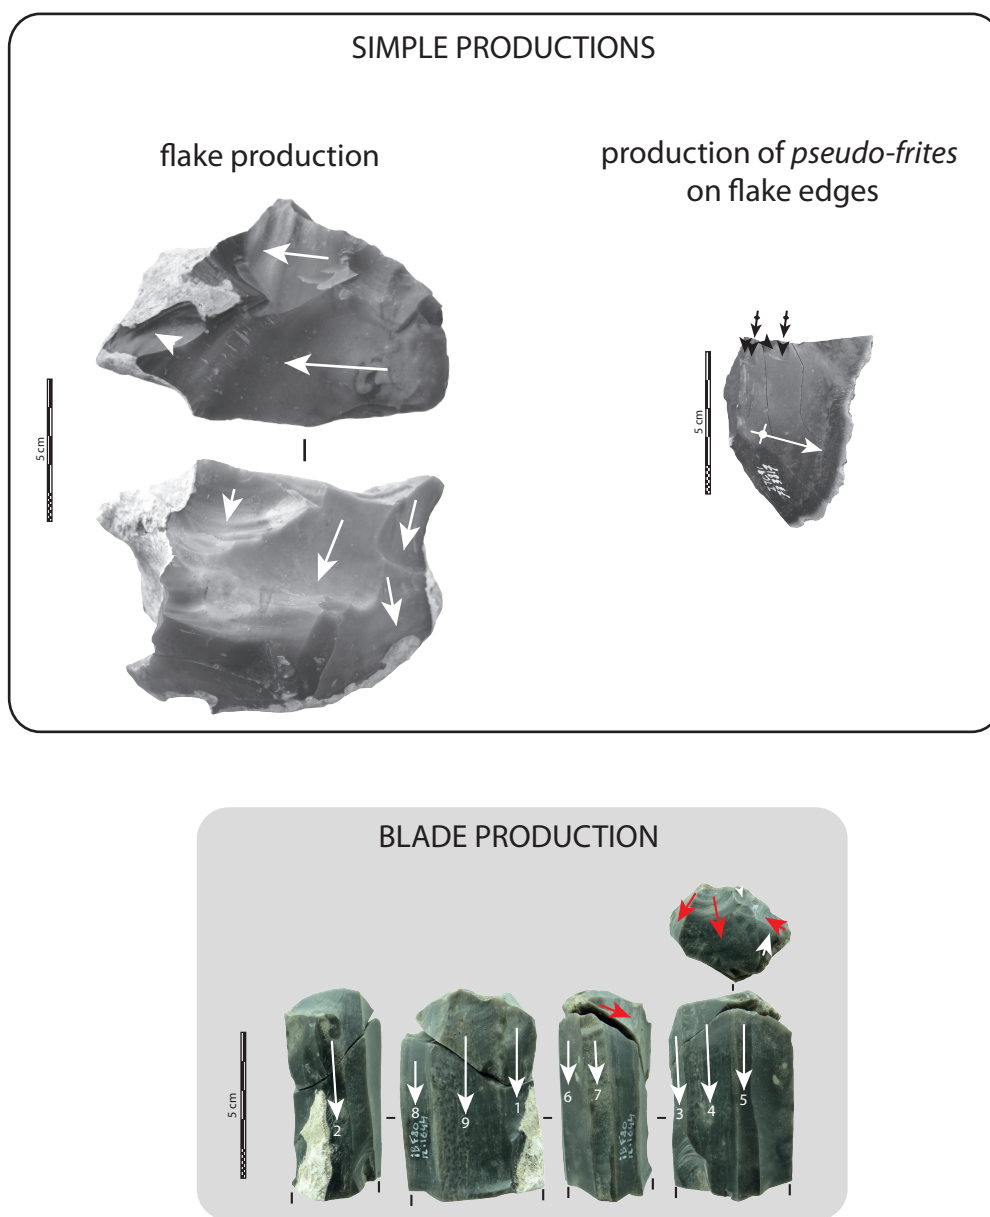 SIMPLE PRODUCTIONS
flake production
production of pseudo-frites
on flake edges
5 cm
5 cm
BLADE PRODUCTION
5 cm
2
8
9
1
6
7
3
4
5